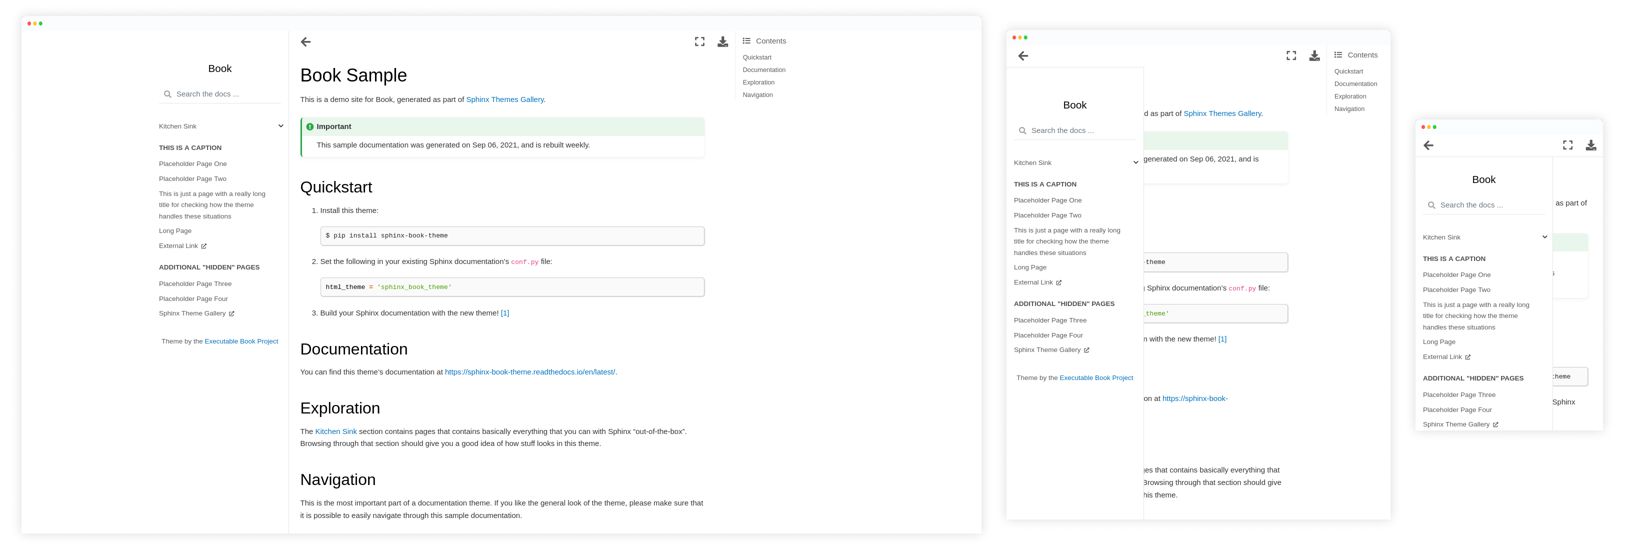 Book
Search the docs ...
Kitchen Sink
THIS IS A CAPTION
Placeholder Page One
Placeholder Page Two
This is just a page with a really long
title for checking how the theme
handles these situations
Long Page
External Link
ADDITIONAL "HIDDEN" PAGES
Placeholder Page Three
Placeholder Page Four
Sphinx Theme Gallery
Theme by the Executable Book Project
Book Sample
This is a demo site for Book, generated as part of Sphinx Themes Gallery.
Important
This sample documentation was generated on Sep 06, 2021, and is rebuilt weekly.
Quickstart
1. Install this theme:
$ pip install sphinx-book-theme
2. Set the following in your existing Sphinx documentation's conf.py file:
html_theme = 'sphinx_book_theme'
3. Build your Sphinx documentation with the new theme! [1]
Documentation
You can find this theme's documentation at https://sphinx-book-theme.readthedocs.io/en/latest/.
Exploration
The Kitchen Sink section contains pages that contains basically everything that you can with Sphinx "out-of-the-box".
Browsing through that section should give you a good idea of how stuff looks in this theme.
Navigation
This is the most important part of a documentation theme. If you like the general look of the theme, please make sure that
it is possible to easily navigate through this sample documentation.
Contents
Quickstart
Documentation
Exploration
Navigation
Book
Search the docs ...
Kitchen Sink
THIS IS A CAPTION
Placeholder Page One
Placeholder Page Two
This is just a page with a really long
title for checking how the theme
handles these situations
Long Page
External Link
ADDITIONAL "HIDDEN" PAGES
Placeholder Page Three
Placeholder Page Four
Sphinx Theme Gallery
Theme by the Executable Book Project
d as part of Sphinx Themes Gallery.
generated on Sep 06, 2021, and is
-theme
Sphinx documentation's conf.py file:
_theme'
with the new theme! [1]
on at https://sphinx-book-
ges that contains basically everything that
Browsing through that section should give
his theme.
Contents
Quickstart
Documentation
Exploration
Navigation
Book
Search the docs ...
Kitchen Sink
THIS IS A CAPTION
Placeholder Page One
Placeholder Page Two
This is just a page with a really long
title for checking how the theme
handles these situations
Long Page
External Link
ADDITIONAL "HIDDEN" PAGES
Placeholder Page Three
Placeholder Page Four
Sphinx Theme Gallery
as part of
s
theme
Sphinx